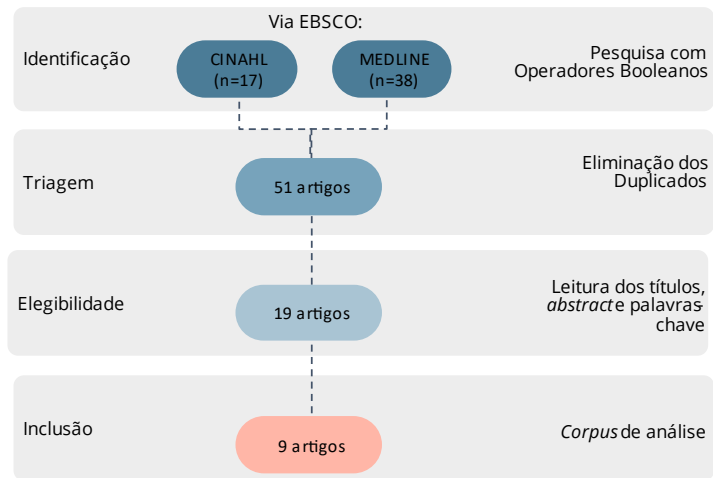 Via EBSCO:
Identificação
CINAHL
(n=17)
MEDLINE
(n=38)
Pesquisa com
Operadores Booleanos
Triagem
51 artigos
Eliminação dos
Duplicados
Elegibilidade
19 artigos
Leitura dos títulos,
abstract e palavras-
chave
Inclusão
9 artigos
Corpus de análise